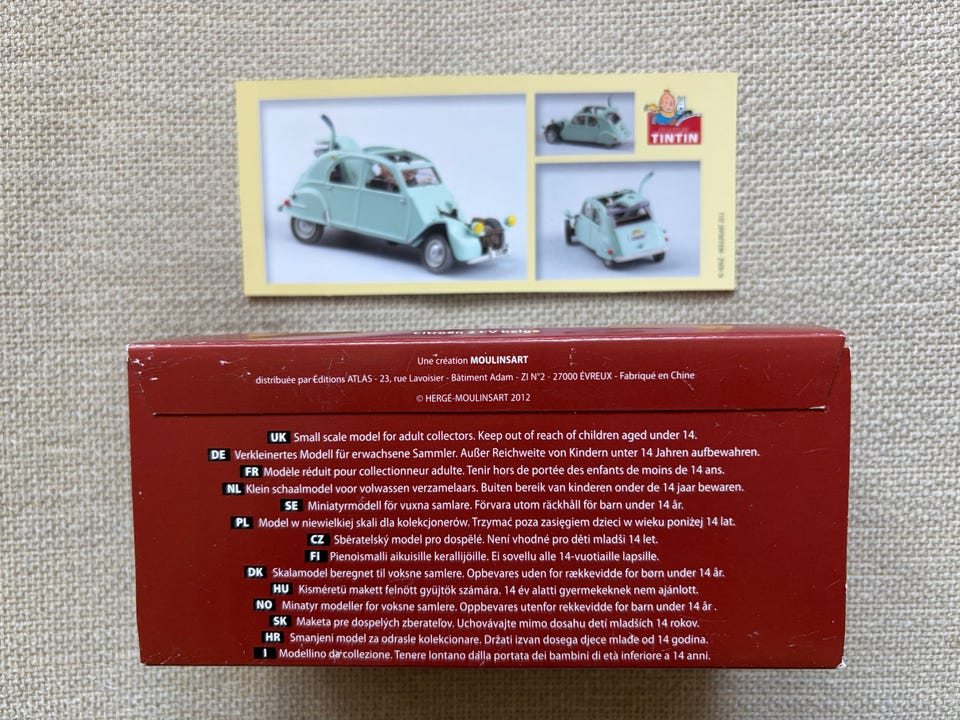 TINTIN
Citroën 2 CV belge
Une création MOULINSART
distribuée par Éditions ATLAS - 23, rue Lavoisier - Bâtiment Adam - ZI N°2 - 27000 ÉVREUX - Fabriqué en Chine
© HERGÉ-MOULINSART 2012
UK Small scale model for adult collectors. Keep out of reach of children aged under 14.
DE Verkleinertes Modell für erwachsene Sammler. Außer Reichweite von Kindern unter 14 Jahren aufbewahren.
FR Modèle réduit pour collectionneur adulte. Tenir hors de portée des enfants de moins de 14 ans.
NL Klein schaalmodel voor volwassen verzamelaars. Buiten bereik van kinderen onder de 14 jaar bewaren.
SE Miniatyrmodell för vuxna samlare. Förvara utom räckhåll för barn under 14 år.
PL Model w niewielkiej skali dla kolekcjonerów. Trzymać poza zasięgiem dzieci w wieku poniżej 14 lat.
CZ Sběratelský model pro dospělé. Není vhodné pro děti mladši 14 let.
FI Pienoismalli aikuisille kerallijöille. Ei sovellu alle 14-vuotiaille lapsille.
DK Skalamodel beregnet til voksne samlere. Opbevares uden for rækkevidde for børn under 14 år.
HU Kisméretü makett felnött gyüjtök számára. 14 év alatti gyermekeknek nem ajánlott.
NO Minatyr modeller for voksne samlere. Oppbevares utenfor rekkevidde for barn under 14 år .
SK Maketa pre dospelých zberateľov. Uchovávajte mimo dosahu detí mladších 14 rokov.
HR Smanjeni model za odrasle kolekcionare. Držati izvan dosega djece mlađe od 14 godina.
I Modellino da collezione. Tenere lontano dalla portata dei bambini di età inferiore a 14 anni.